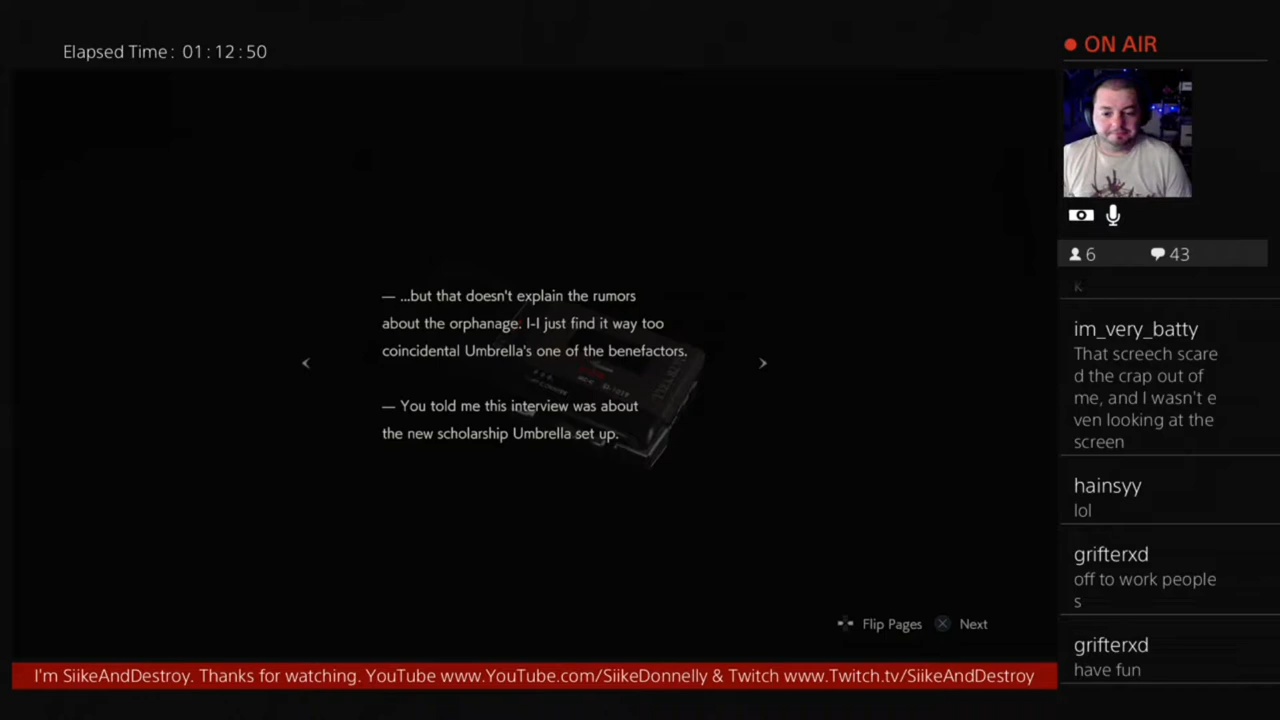 Elapsed Time: 01:12:50
ON AIR
6 43
K
— ...but that doesn't explain the rumors
about the orphanage. I-I just find it way too
coincidental Umbrella's one of the benefactors.
— You told me this interview was about
the new scholarship Umbrella set up.
Flip Pages Next
im_very_batty
That screech scare
d the crap out of
me, and I wasn't e
ven looking at the
screen
hainsyy
lol
grifterxd
off to work people
s
grifterxd
have fun
I'm SiikeAndDestroy. Thanks for watching. YouTube www.YouTube.com/SiikeDonnelly & Twitch www.Twitch.tv/SiikeAndDestroy